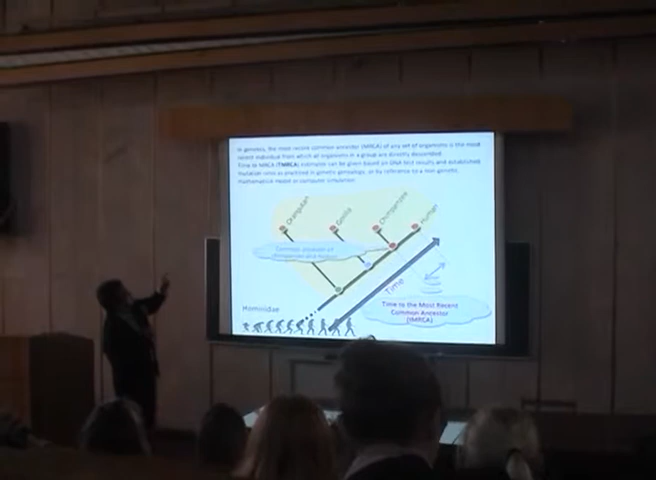 In genetics, the most recent common ancestor (MRCA) of any set of organisms is the most
recent individual from which all organisms in a group are directly descended.
Time to MRCA (TMRCA) estimates can be given based on DNA test results and established
mutation rates as practiced in genetic genealogy, or by reference to a non-genetic,
mathematical model or computer simulation.
Orangutan
Gorilla
Chimpanzee
Human
Common ancestor of
chimpanzee and human
Time
Hominidae
Time to the Most Recent
Common Ancestor
(TMRCA)